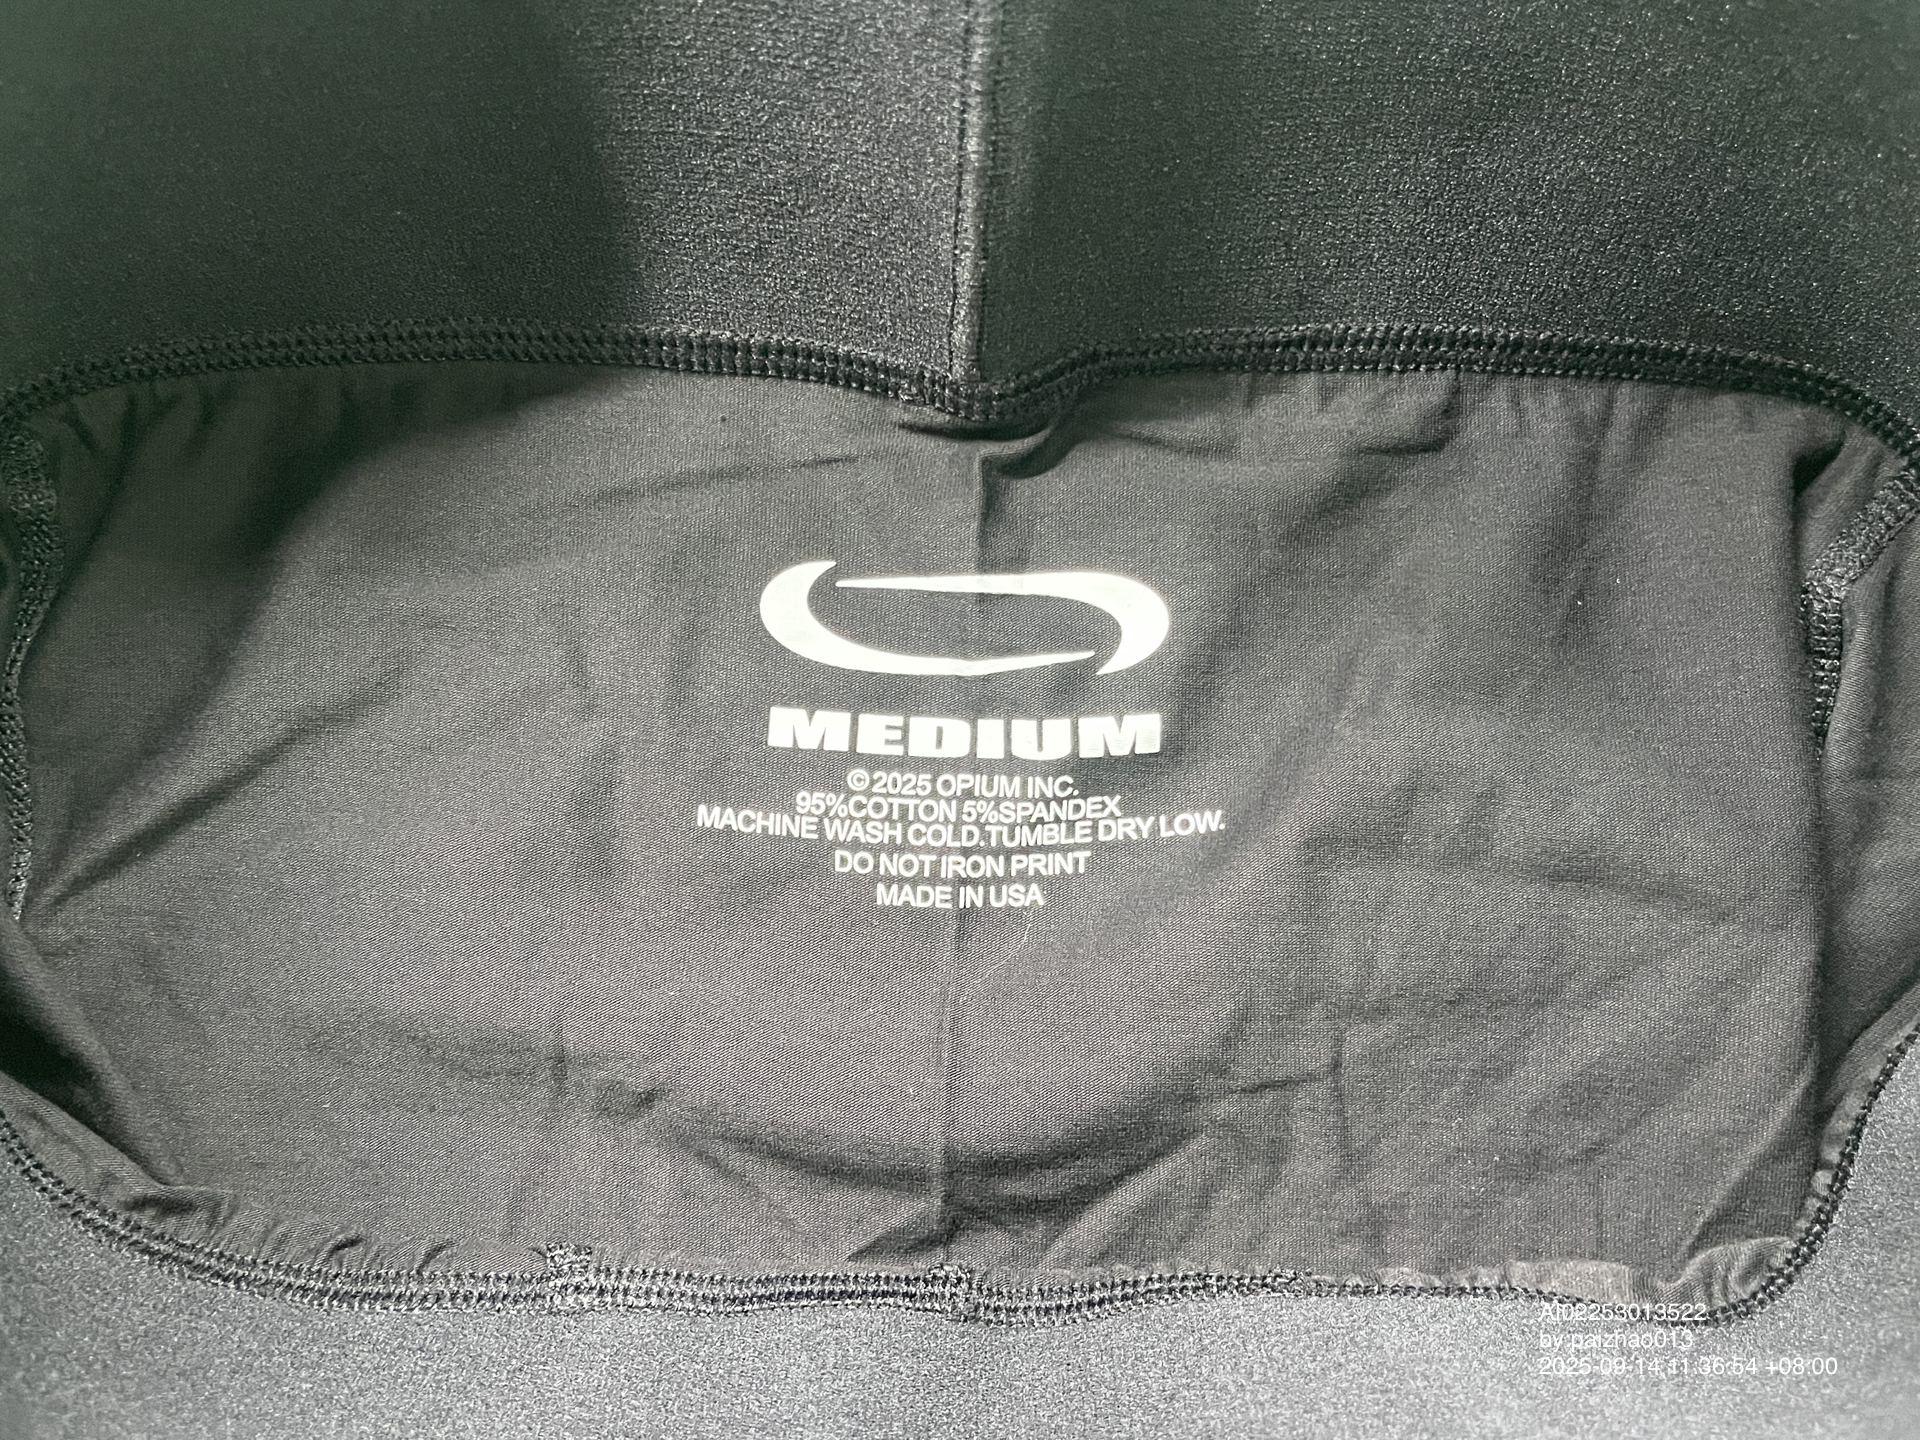 MEDIUM
©2025 OPIUM INC.
95%COTTON 5%SPANDEX
MACHINE WASH COLD.TUMBLE DRY LOW.
DO NOT IRON PRINT
MADE IN USA
AI02253013522
by paizhao013
2025-09-14 11:36:54 +08:00